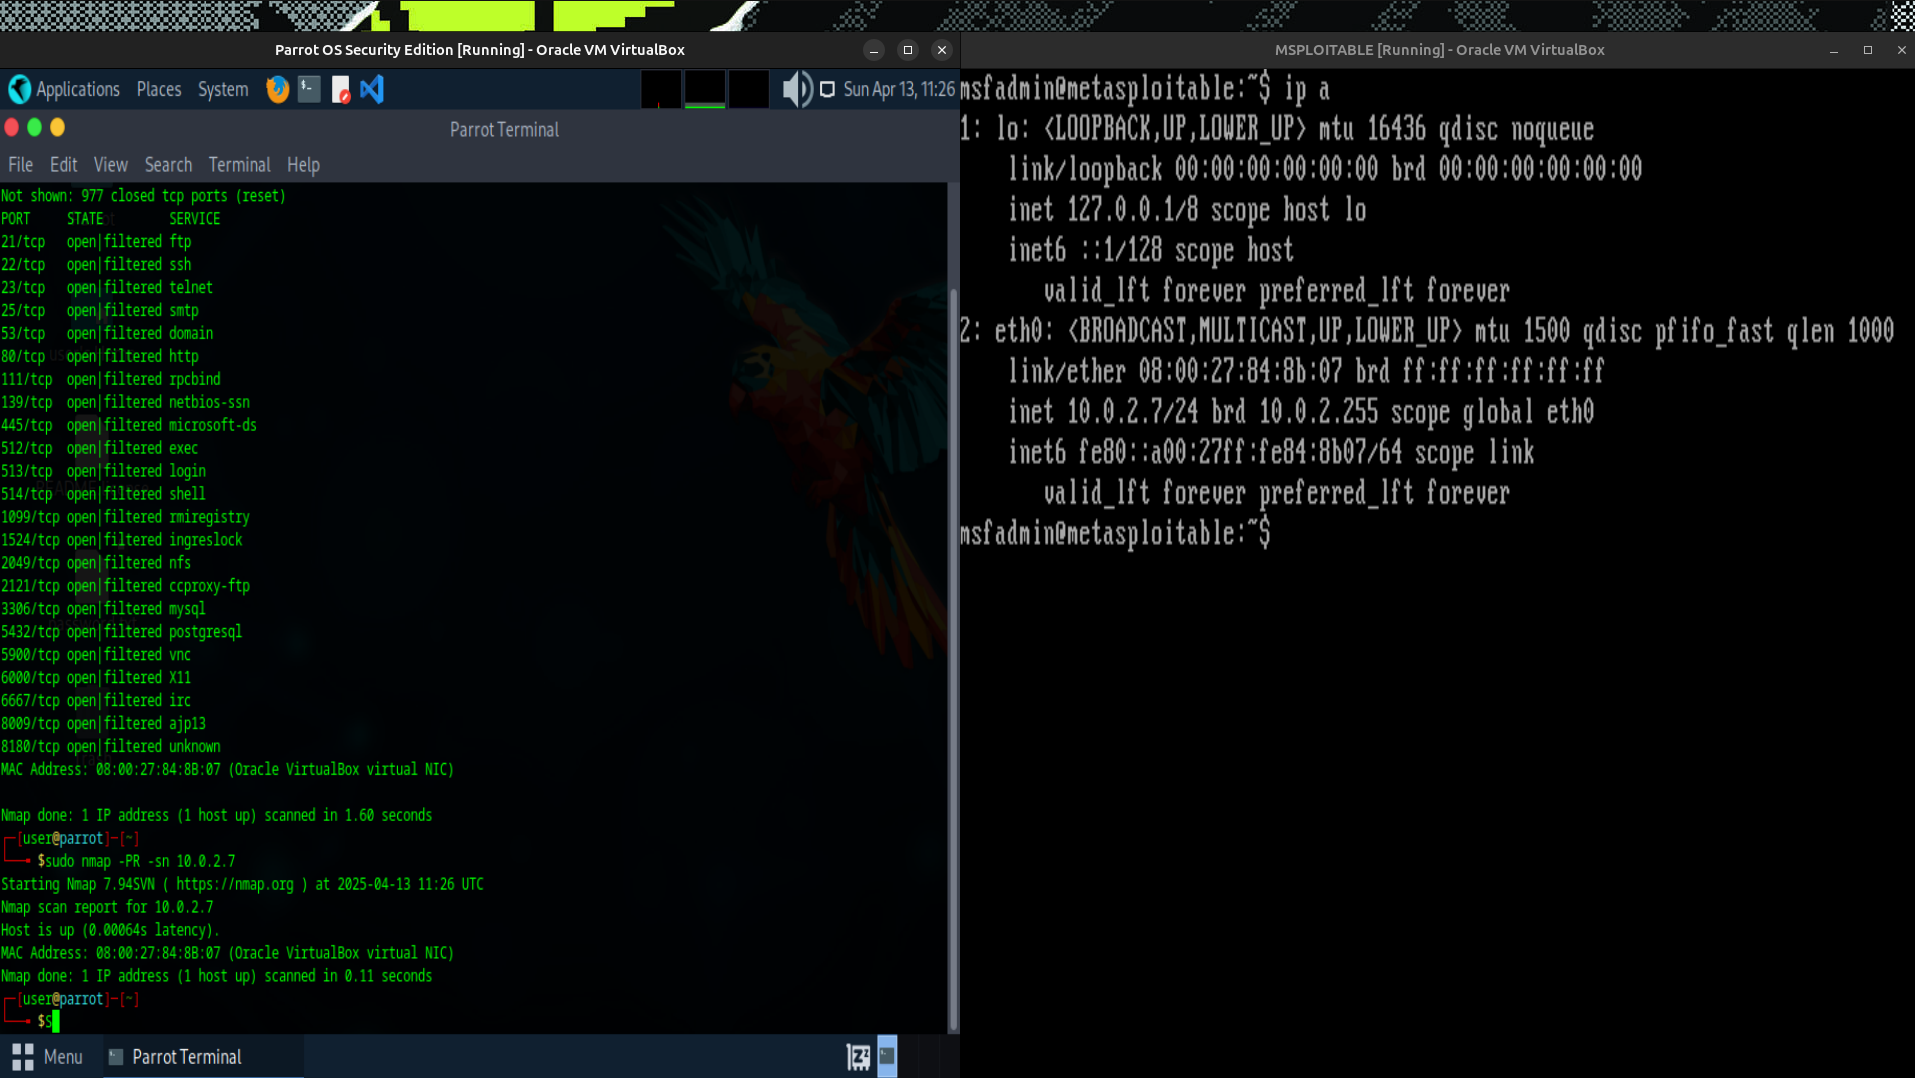 Parrot OS Security Edition [Running] - Oracle VM VirtualBox
Applications Places System Sun Apr 13, 11:26
Parrot Terminal
File Edit View Search Terminal Help
Not shown: 977 closed tcp ports (reset)
PORT STATE SERVICE
21/tcp open|filtered ftp
22/tcp open|filtered ssh
23/tcp open|filtered telnet
25/tcp open|filtered smtp
53/tcp open|filtered domain
80/tcp open|filtered http
111/tcp open|filtered rpcbind
139/tcp open|filtered netbios-ssn
445/tcp open|filtered microsoft-ds
512/tcp open|filtered exec
513/tcp open|filtered login
514/tcp open|filtered shell
1099/tcp open|filtered rmiregistry
1524/tcp open|filtered ingreslock
2049/tcp open|filtered nfs
2121/tcp open|filtered ccproxy-ftp
3306/tcp open|filtered mysql
5432/tcp open|filtered postgresql
5900/tcp open|filtered vnc
6000/tcp open|filtered X11
6667/tcp open|filtered irc
8009/tcp open|filtered ajp13
8180/tcp open|filtered unknown
MAC Address: 08:00:27:84:8B:07 (Oracle VirtualBox virtual NIC)
Nmap done: 1 IP address (1 host up) scanned in 1.60 seconds
┌─[user@parrot]─[~]
└──• $sudo nmap -PR -sn 10.0.2.7
Starting Nmap 7.94SVN ( https://nmap.org ) at 2025-04-13 11:26 UTC
Nmap scan report for 10.0.2.7
Host is up (0.00064s latency).
MAC Address: 08:00:27:84:8B:07 (Oracle VirtualBox virtual NIC)
Nmap done: 1 IP address (1 host up) scanned in 0.11 seconds
┌─[user@parrot]─[~]
└──• $S
Menu Parrot Terminal
MSPLOITABLE [Running] - Oracle VM VirtualBox
msfadmin@metasploitable:~$ ip a
1: lo: <LOOPBACK,UP,LOWER_UP> mtu 16436 qdisc noqueue
link/loopback 00:00:00:00:00:00 brd 00:00:00:00:00:00
inet 127.0.0.1/8 scope host lo
inet6 ::1/128 scope host
valid_lft forever preferred_lft forever
2: eth0: <BROADCAST,MULTICAST,UP,LOWER_UP> mtu 1500 qdisc pfifo_fast qlen 1000
link/ether 08:00:27:84:8b:07 brd ff:ff:ff:ff:ff:ff
inet 10.0.2.7/24 brd 10.0.2.255 scope global eth0
inet6 fe80::a00:27ff:fe84:8b07/64 scope link
valid_lft forever preferred_lft forever
msfadmin@metasploitable:~$